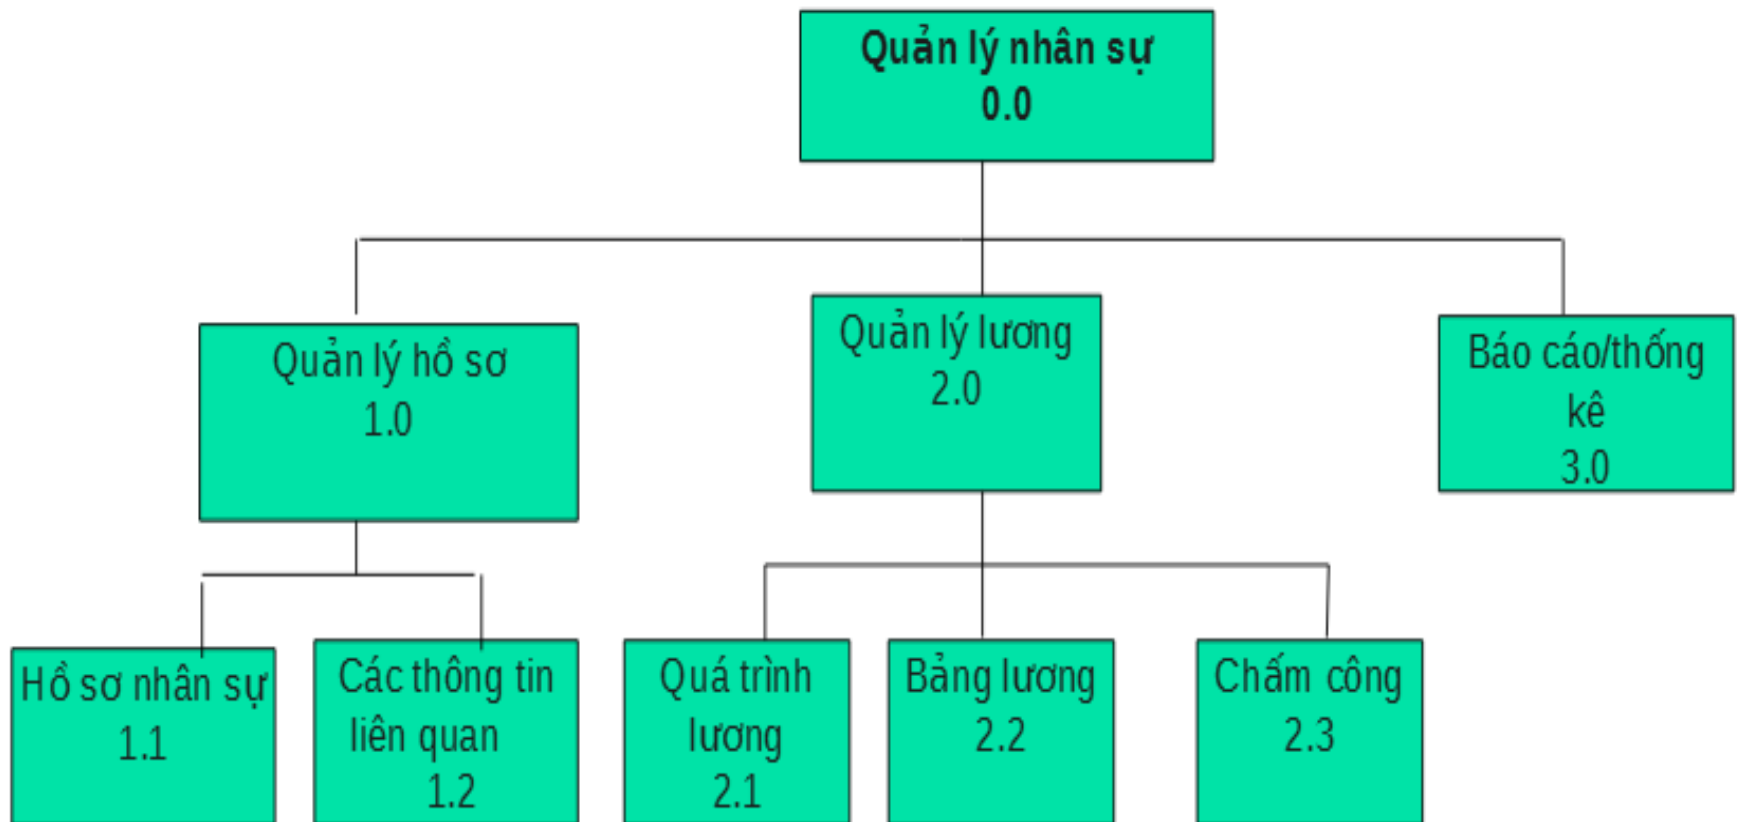 Quản lý nhân sự
0.0
Quản lý hồ sơ
1.0
Quản lý lương
2.0
Báo cáo/thống
kê
3.0
Hồ sơ nhân sự
1.1
Các thông tin
liên quan
1.2
Quá trình
lương
2.1
Bảng lương
2.2
Chấm công
2.3